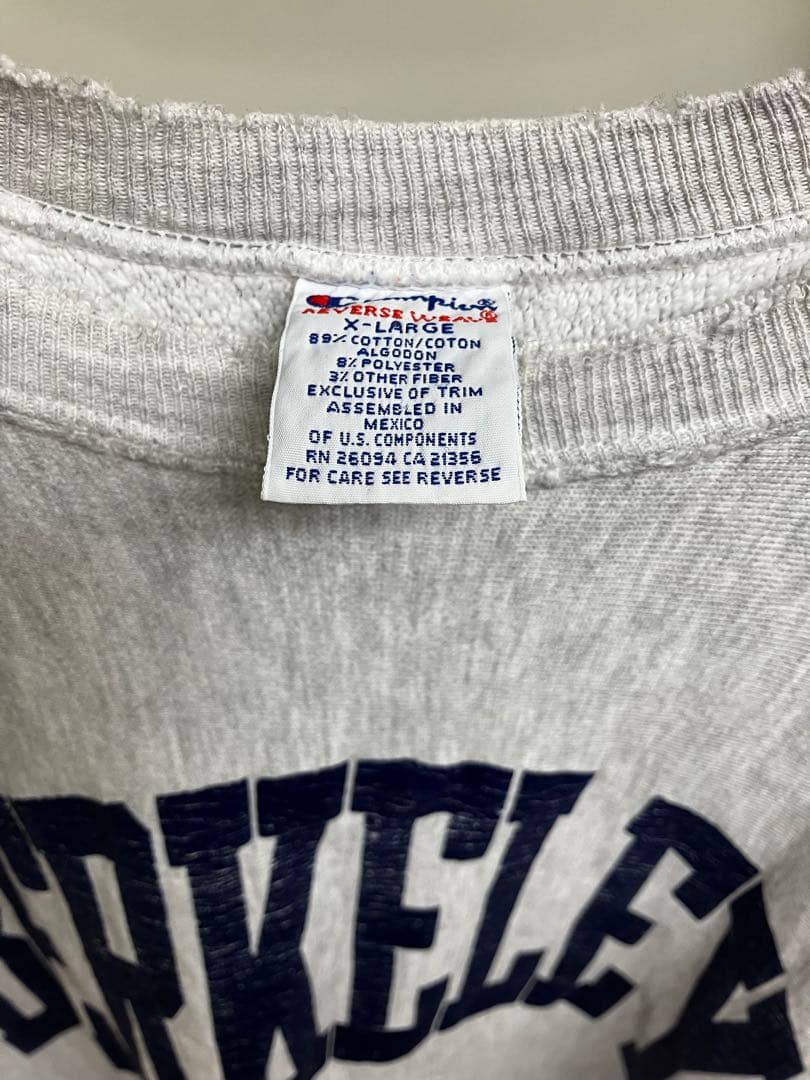 Champion®
REVERSE WEAVE®
X-LARGE
89% COTTON/COTON
ALGODON
8% POLYESTER
3% OTHER FIBER
EXCLUSIVE OF TRIM
ASSEMBLED IN
MEXICO
OF U.S. COMPONENTS
RN 26094 CA 21356
FOR CARE SEE REVERSE
ERKELEY